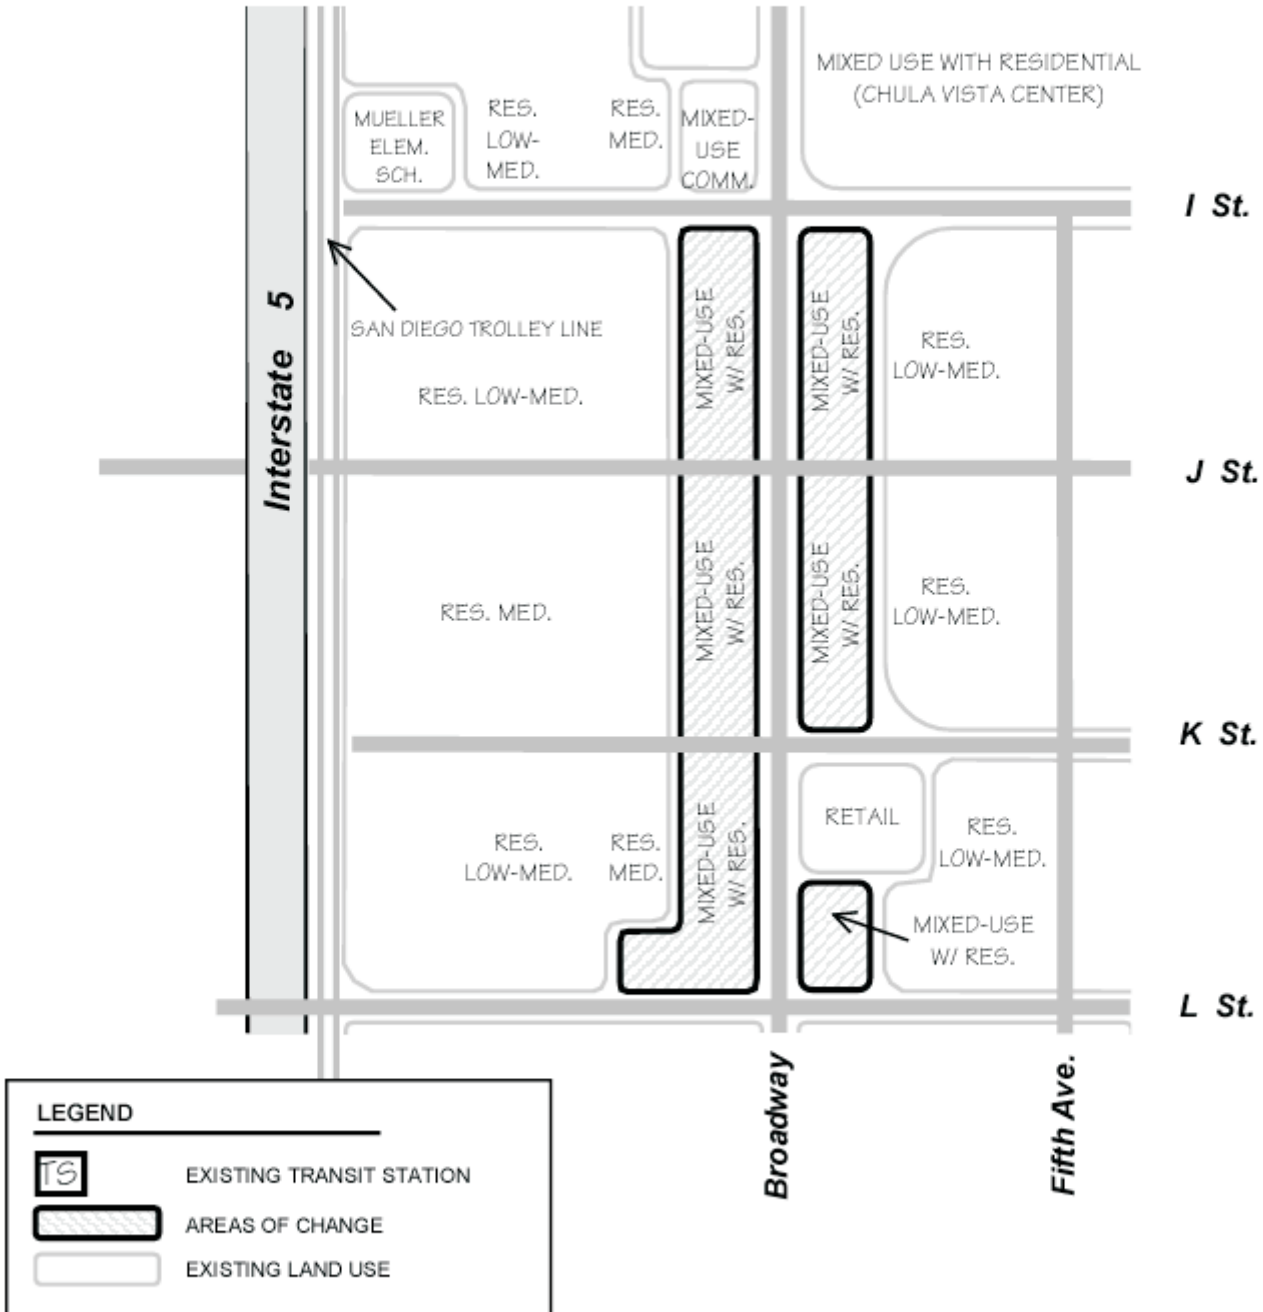 MIXED USE WITH RESIDENTIAL
(CHULA VISTA CENTER)
MUELLER
ELEM.
SCH.
RES.
LOW-
MED.
RES.
MED.
MIXED-
USE
COMM.
I St.
Interstate 5
SAN DIEGO TROLLEY LINE
RES. LOW-MED.
MIXED-USE
W/ RES.
MIXED-USE
W/ RES.
RES.
LOW-MED.
J St.
RES. MED.
MIXED-USE
W/ RES.
MIXED-USE
W/ RES.
RES.
LOW-MED.
K St.
RES.
LOW-MED.
RES.
MED.
MIXED-USE
W/ RES.
RETAIL
RES.
LOW-MED.
MIXED-USE
W/ RES.
L St.
Broadway
Fifth Ave.
LEGEND
TS
EXISTING TRANSIT STATION
AREAS OF CHANGE
EXISTING LAND USE